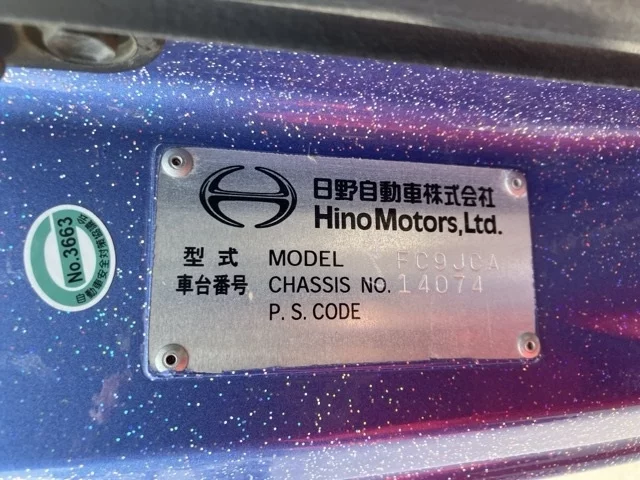 日野自動車株式会社
Hino Motors, Ltd.
型式 MODEL FC9JCA
車台番号 CHASSIS NO. 14074
P. S. CODE
No.3663